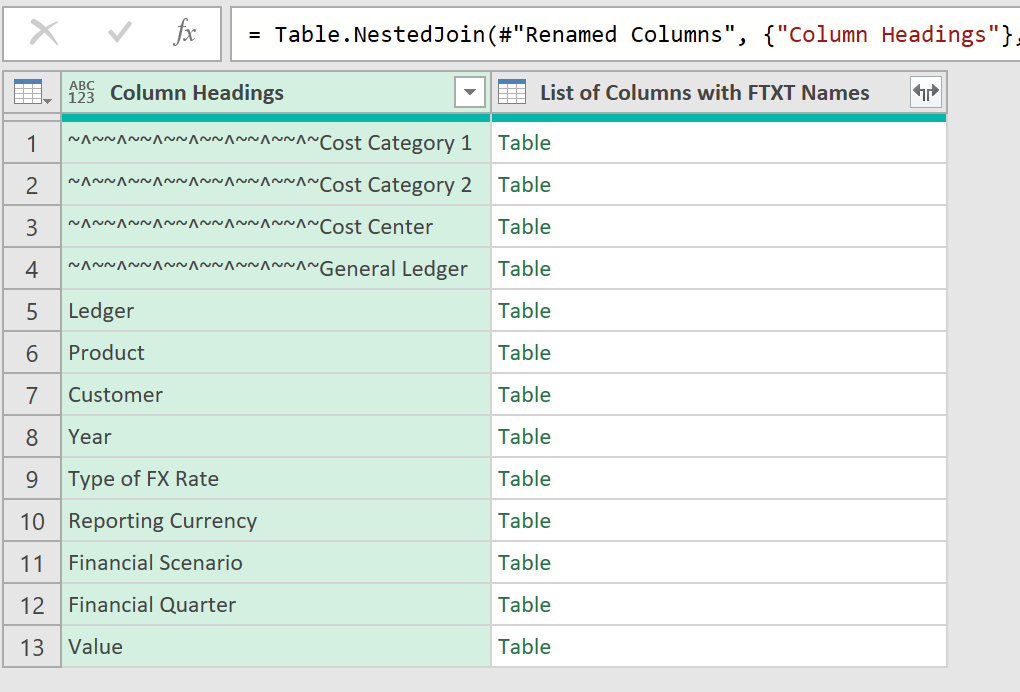 fx = Table.NestedJoin(#"Renamed Columns", {"Column Headings"},
ABC 123 Column Headings List of Columns with FTXT Names
1 ~^~~^~~^~~^~~^~~^~~^~Cost Category 1 Table
2 ~^~~^~~^~~^~~^~~^~~^~Cost Category 2 Table
3 ~^~~^~~^~~^~~^~~^~~^~Cost Center Table
4 ~^~~^~~^~~^~~^~~^~~^~General Ledger Table
5 Ledger Table
6 Product Table
7 Customer Table
8 Year Table
9 Type of FX Rate Table
10 Reporting Currency Table
11 Financial Scenario Table
12 Financial Quarter Table
13 Value Table